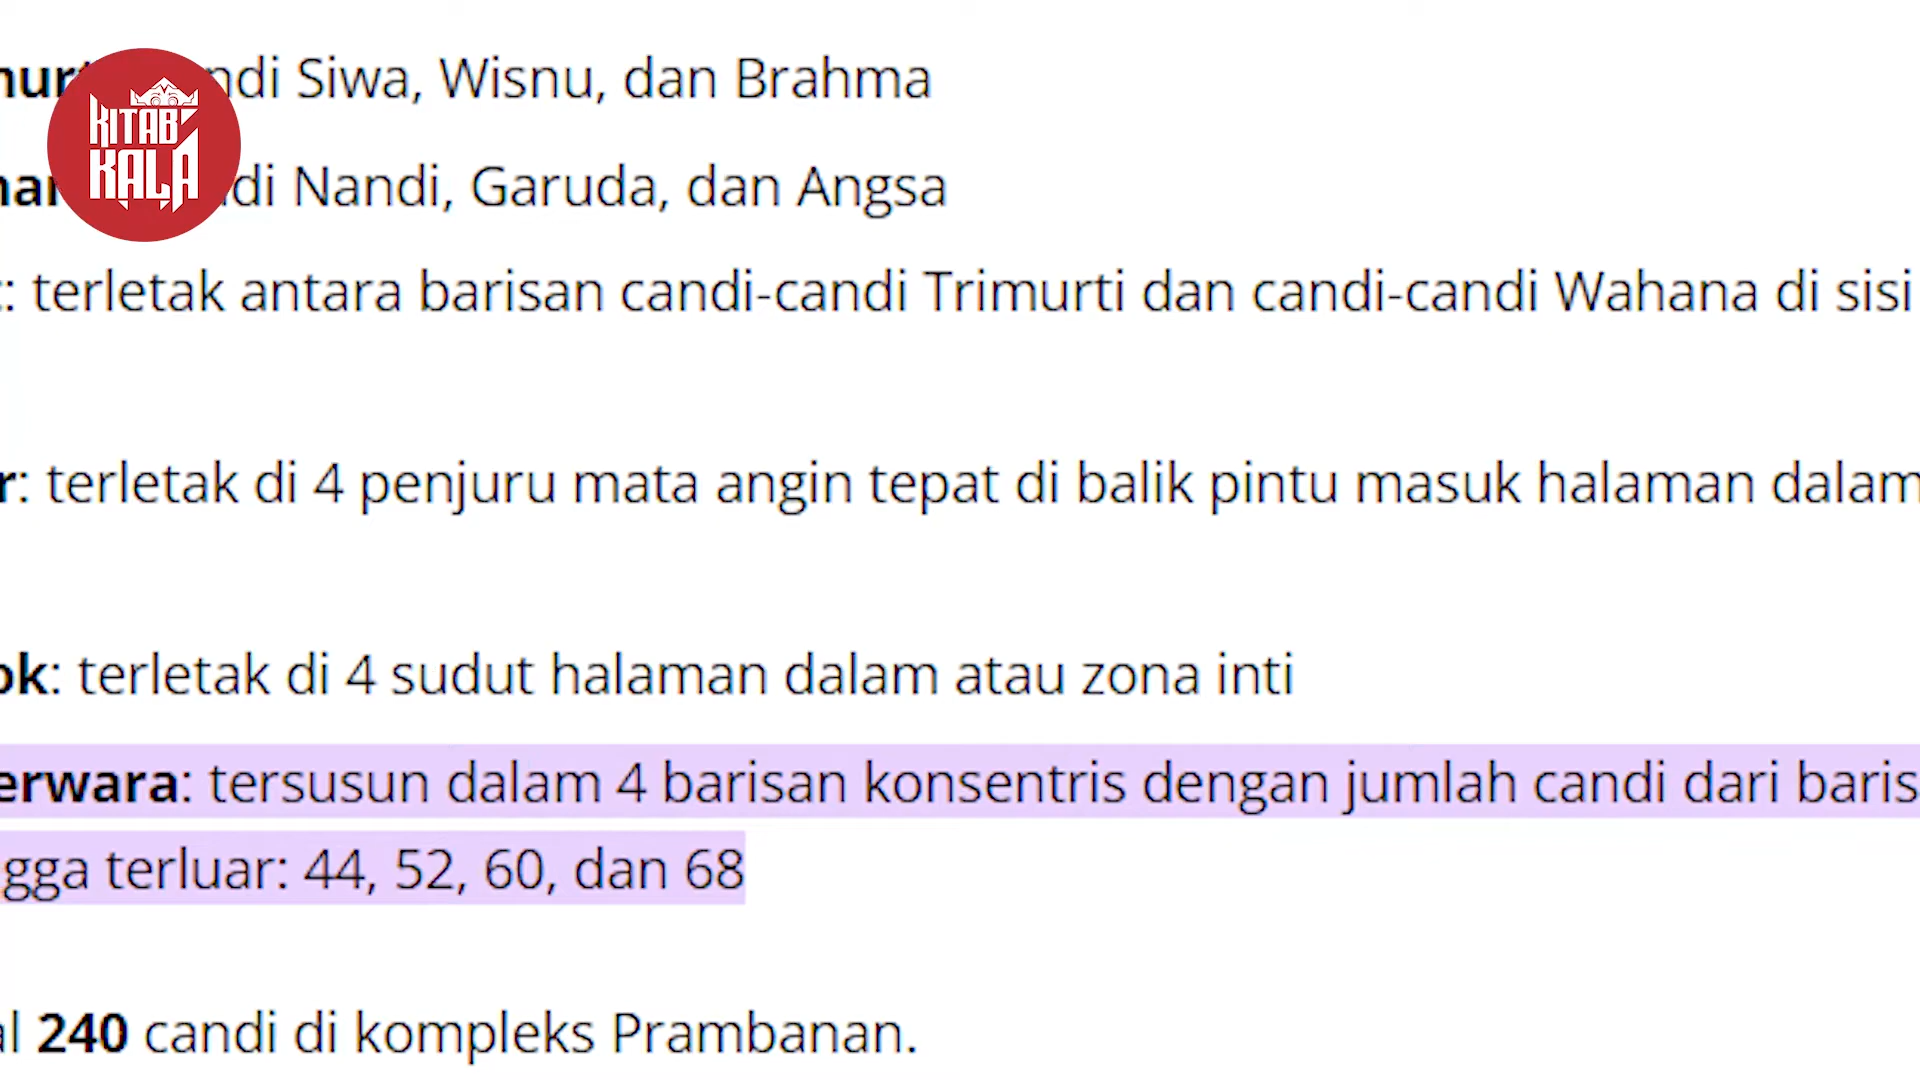 KITAB
KALA
Siwa, Wisnu, dan Brahma
Nandi, Garuda, dan Angsa
: terletak antara barisan candi-candi Trimurti dan candi-candi Wahana di sisi
: terletak di 4 penjuru mata angin tepat di balik pintu masuk halaman dalam
: terletak di 4 sudut halaman dalam atau zona inti
erwara: tersusun dalam 4 barisan konsentris dengan jumlah candi dari baris
gga terluar: 44, 52, 60, dan 68
240 candi di kompleks Prambanan.